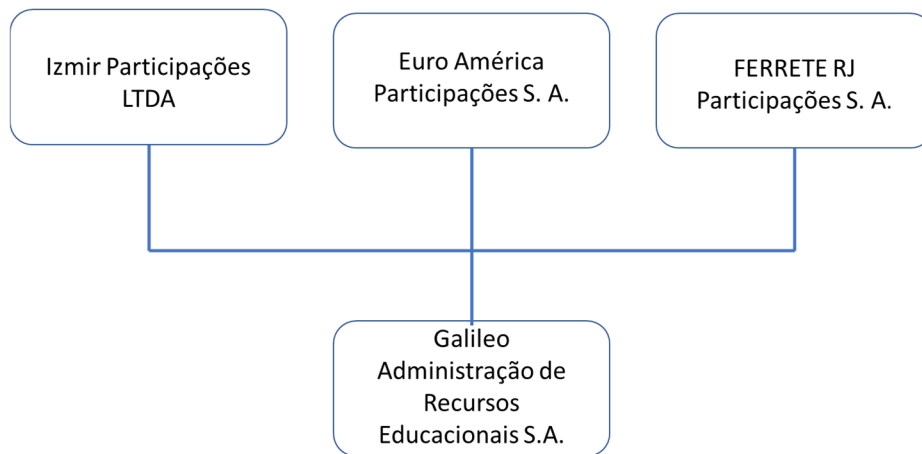 Izmir Participações
LTDA
Euro América
Participações S. A.
FERRETE RJ
Participações S. A.
Galileo
Administração de
Recursos
Educacionais S.A.